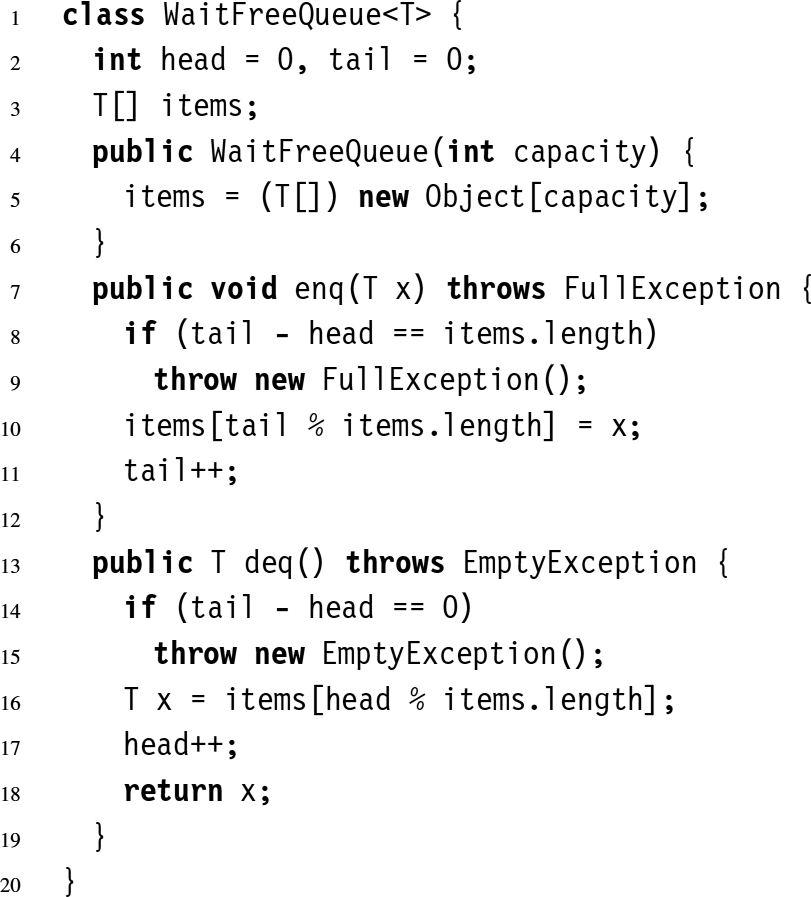 1 class WaitFreeQueue<T> {
2 int head = 0, tail = 0;
3 T[] items;
4 public WaitFreeQueue(int capacity) {
5 items = (T[]) new Object[capacity];
6 }
7 public void enq(T x) throws FullException {
8 if (tail - head == items.length)
9 throw new FullException();
10 items[tail % items.length] = x;
11 tail++;
12 }
13 public T deq() throws EmptyException {
14 if (tail - head == 0)
15 throw new EmptyException();
16 T x = items[head % items.length];
17 head++;
18 return x;
19 }
20 }